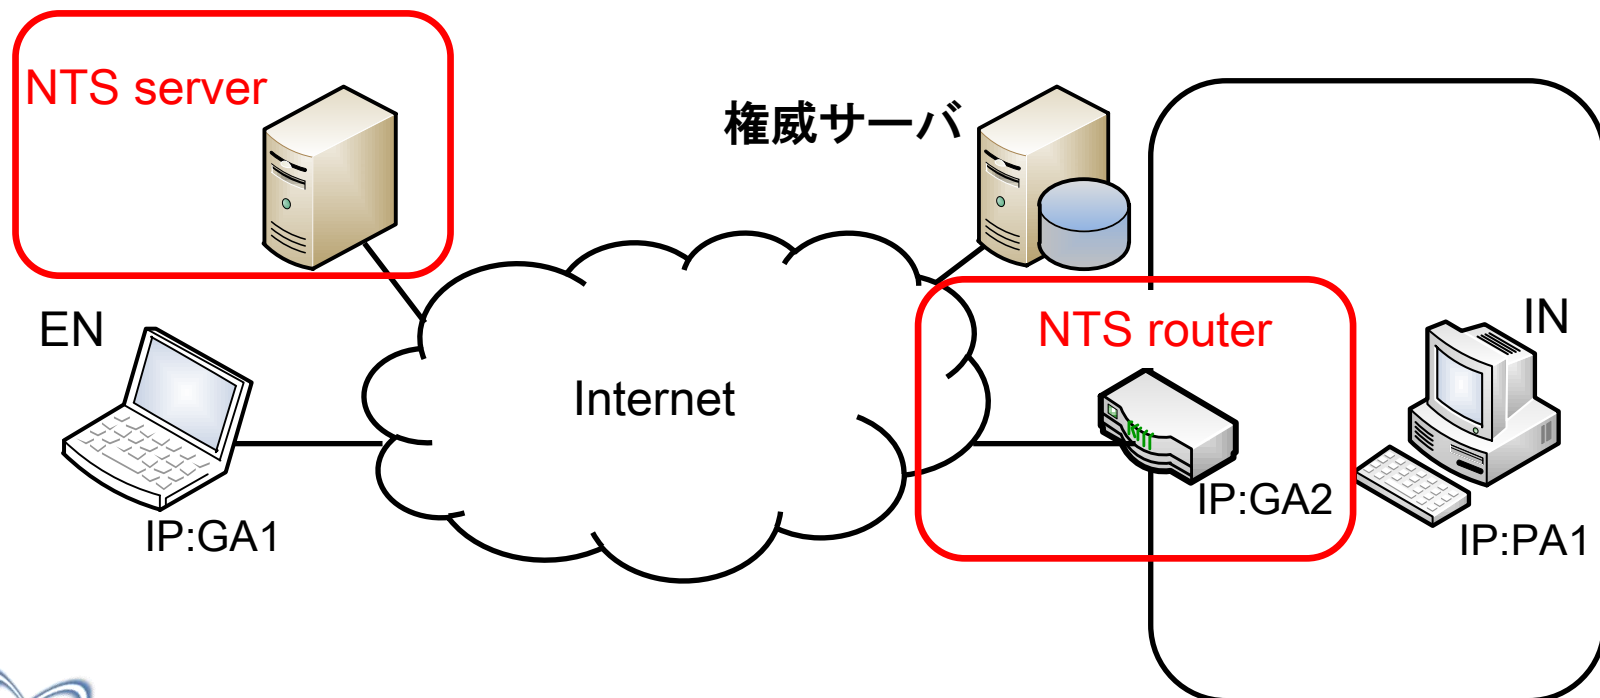 NTS server
権威サーバ
EN
NTS router
IN
Internet
IP:GA1
IP:GA2
IP:PA1